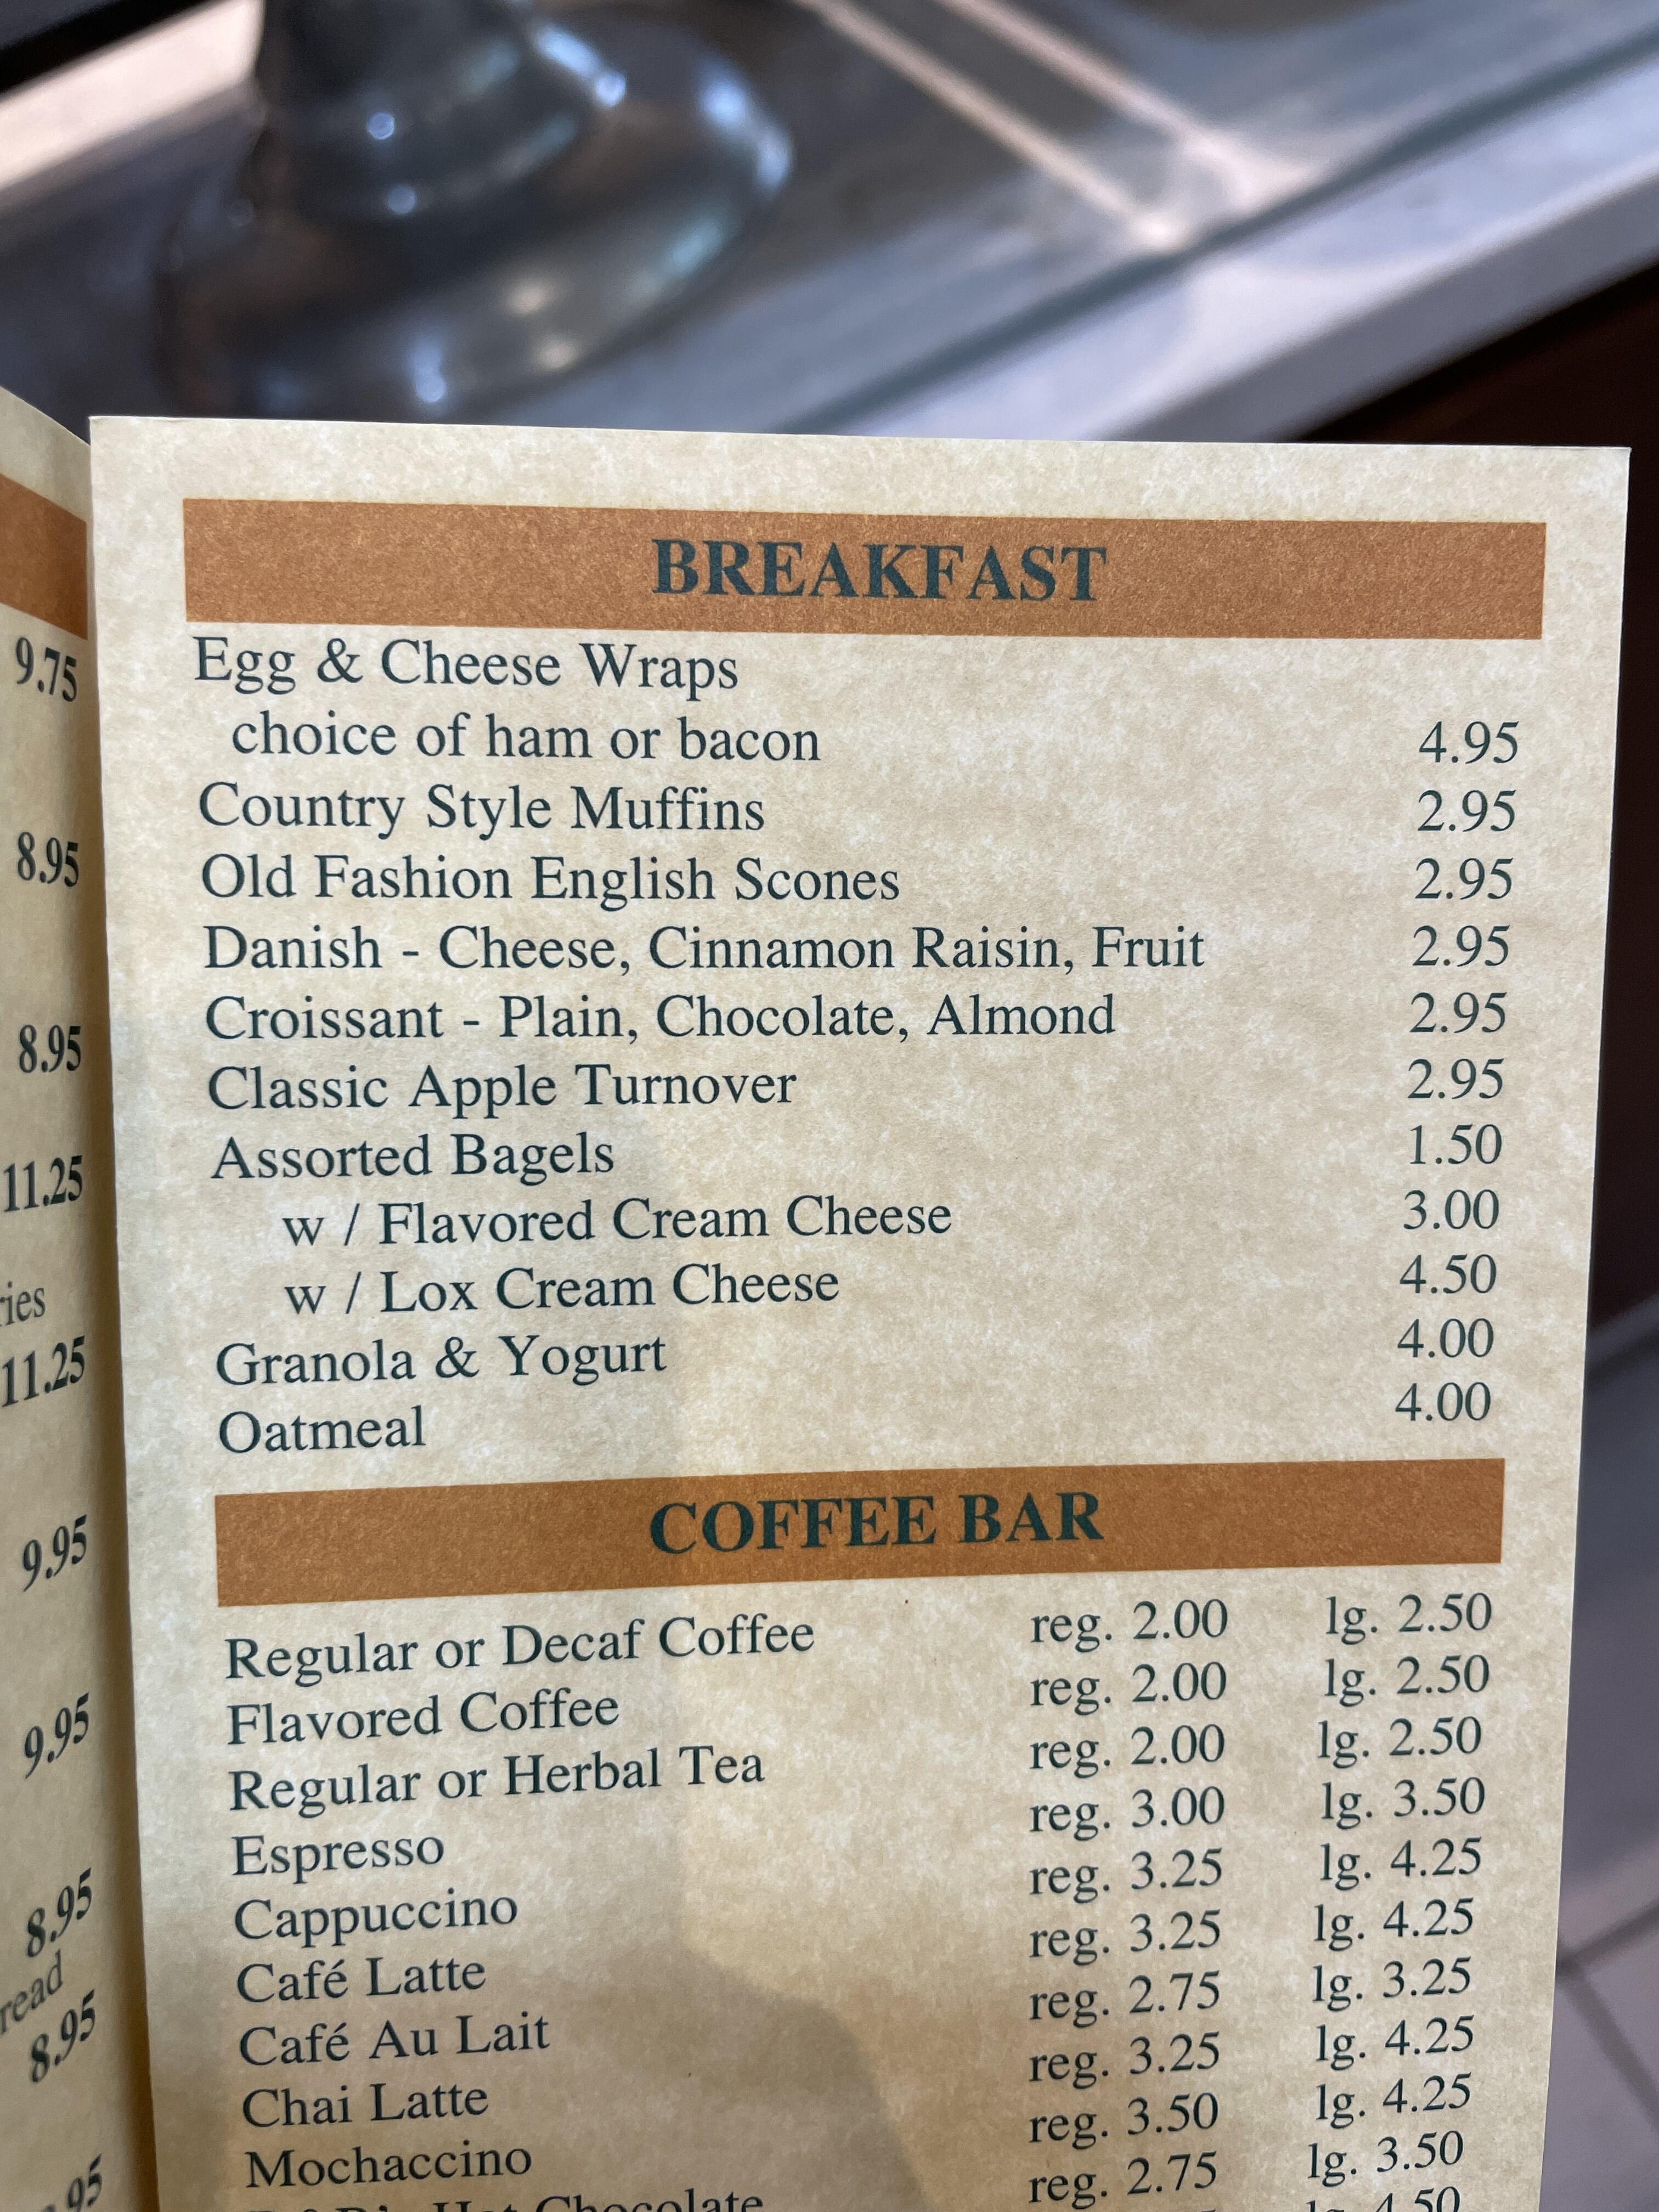 9.75
8.95
8.95
11.25
ries
11.25
9.95
9.95
8.95
read
8.95
BREAKFAST
Egg & Cheese Wraps
choice of ham or bacon 4.95
Country Style Muffins 2.95
Old Fashion English Scones 2.95
Danish - Cheese, Cinnamon Raisin, Fruit 2.95
Croissant - Plain, Chocolate, Almond 2.95
Classic Apple Turnover 2.95
Assorted Bagels 1.50
w / Flavored Cream Cheese 3.00
w / Lox Cream Cheese 4.50
Granola & Yogurt 4.00
Oatmeal 4.00
COFFEE BAR
Regular or Decaf Coffee reg. 2.00 lg. 2.50
Flavored Coffee reg. 2.00 lg. 2.50
Regular or Herbal Tea reg. 2.00 lg. 2.50
Espresso reg. 3.00 lg. 3.50
Cappuccino reg. 3.25 lg. 4.25
Café Latte reg. 3.25 lg. 4.25
Café Au Lait reg. 2.75 lg. 3.25
Chai Latte reg. 3.25 lg. 4.25
Mochaccino reg. 3.50 lg. 4.25
Hot Chocolate reg. 2.75 lg. 3.50